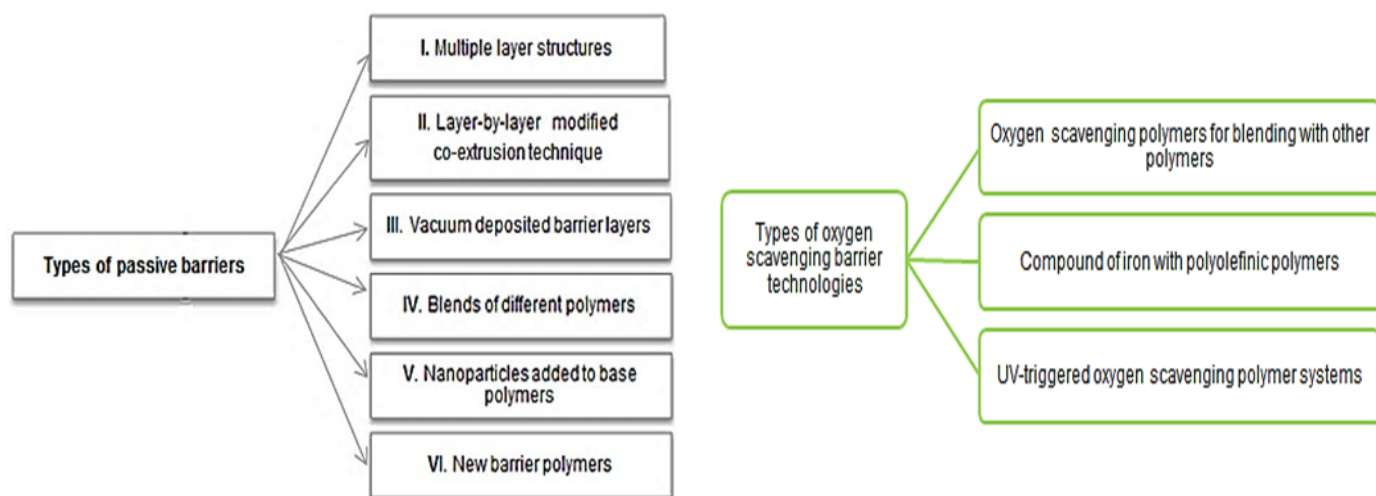 Types of passive barriers
I. Multiple layer structures
II. Layer-by-layer modified
co-extrusion technique
III. Vacuum deposited barrier layers
IV. Blends of different polymers
V. Nanoparticles added to base
polymers
VI. New barrier polymers
Types of oxygen
scavenging barrier
technologies
Oxygen scavenging polymers for blending with other
polymers
Compound of iron with polyolefinic polymers
UV-triggered oxygen scavenging polymer systems